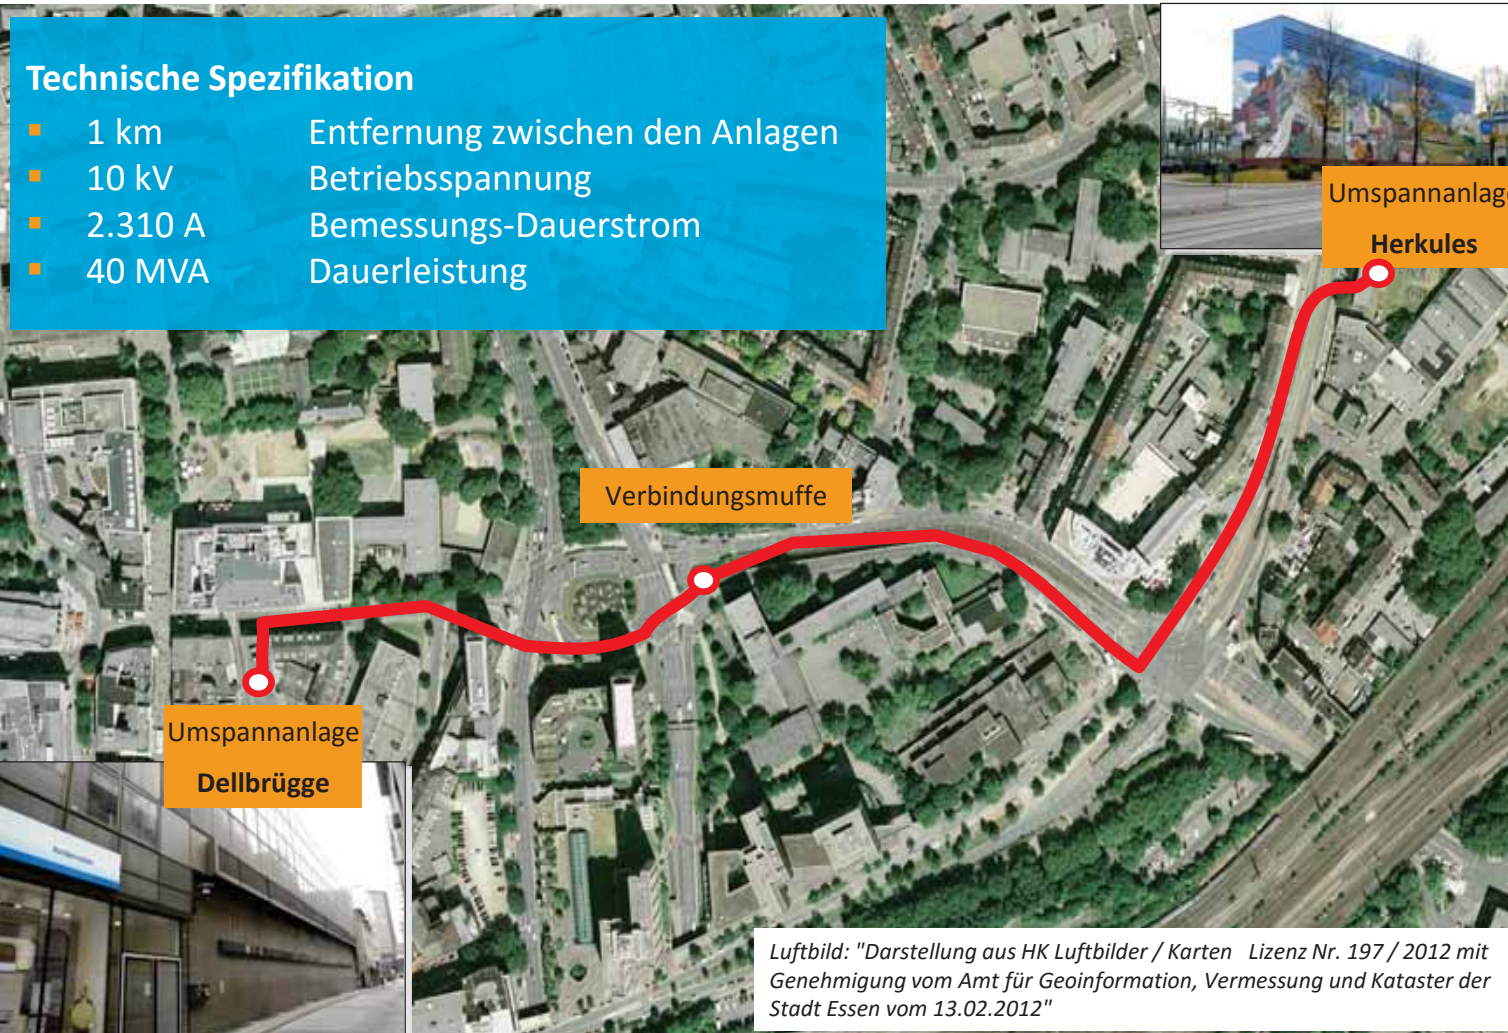 Technische Spezifikation
1 km Entfernung zwischen den Anlagen
10 kV Betriebsspannung
2.310 A Bemessungs-Dauerstrom
40 MVA Dauerleistung
Umspannanlage
Herkules
Verbindungsmuffe
Umspannanlage
Dellbrügge
Luftbild: "Darstellung aus HK Luftbilder / Karten Lizenz Nr. 197 / 2012 mit
Genehmigung vom Amt für Geoinformation, Vermessung und Kataster der
Stadt Essen vom 13.02.2012"